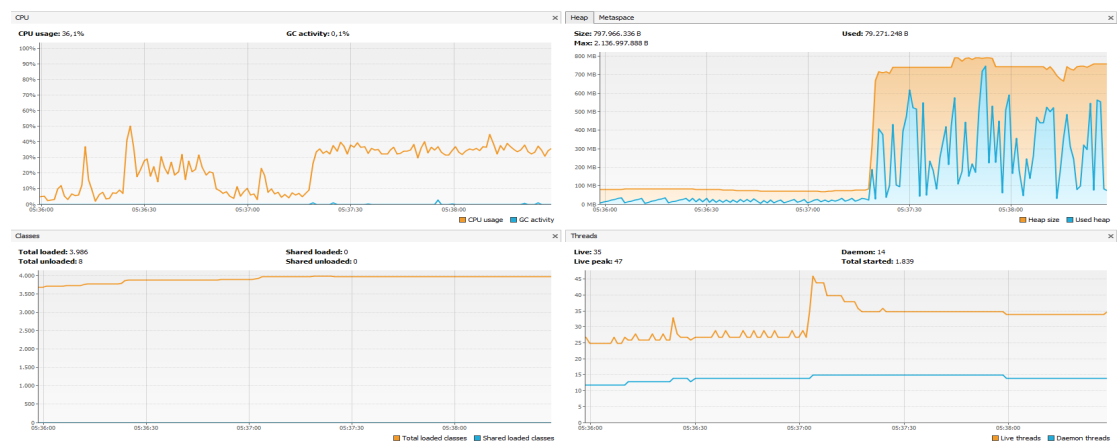 CPU
CPU usage: 36,1% GC activity: 0,1%
100%
90%
80%
70%
60%
50%
40%
30%
20%
10%
0%
05:36:00 05:36:30 05:37:00 05:37:30 05:38:00
CPU usage GC activity
Heap Metaspace
Size: 797.966.336 B Used: 79.271.248 B
Max: 2.136.997.888 B
800 MB
700 MB
600 MB
500 MB
400 MB
300 MB
200 MB
100 MB
0 MB
05:36:00 05:36:30 05:37:00 05:37:30 05:38:00
Heap size Used heap
Classes
Total loaded: 3.986 Shared loaded: 0
Total unloaded: 8 Shared unloaded: 0
4.000
3.500
3.000
2.500
2.000
1.500
1.000
500
0
05:36:00 05:36:30 05:37:00 05:37:30 05:38:00
Total loaded classes Shared loaded classes
Threads
Live: 35 Daemon: 14
Live peak: 47 Total started: 1.839
45
40
35
30
25
20
15
10
5
0
05:36:00 05:36:30 05:37:00 05:37:30 05:38:00
Live threads Daemon threads